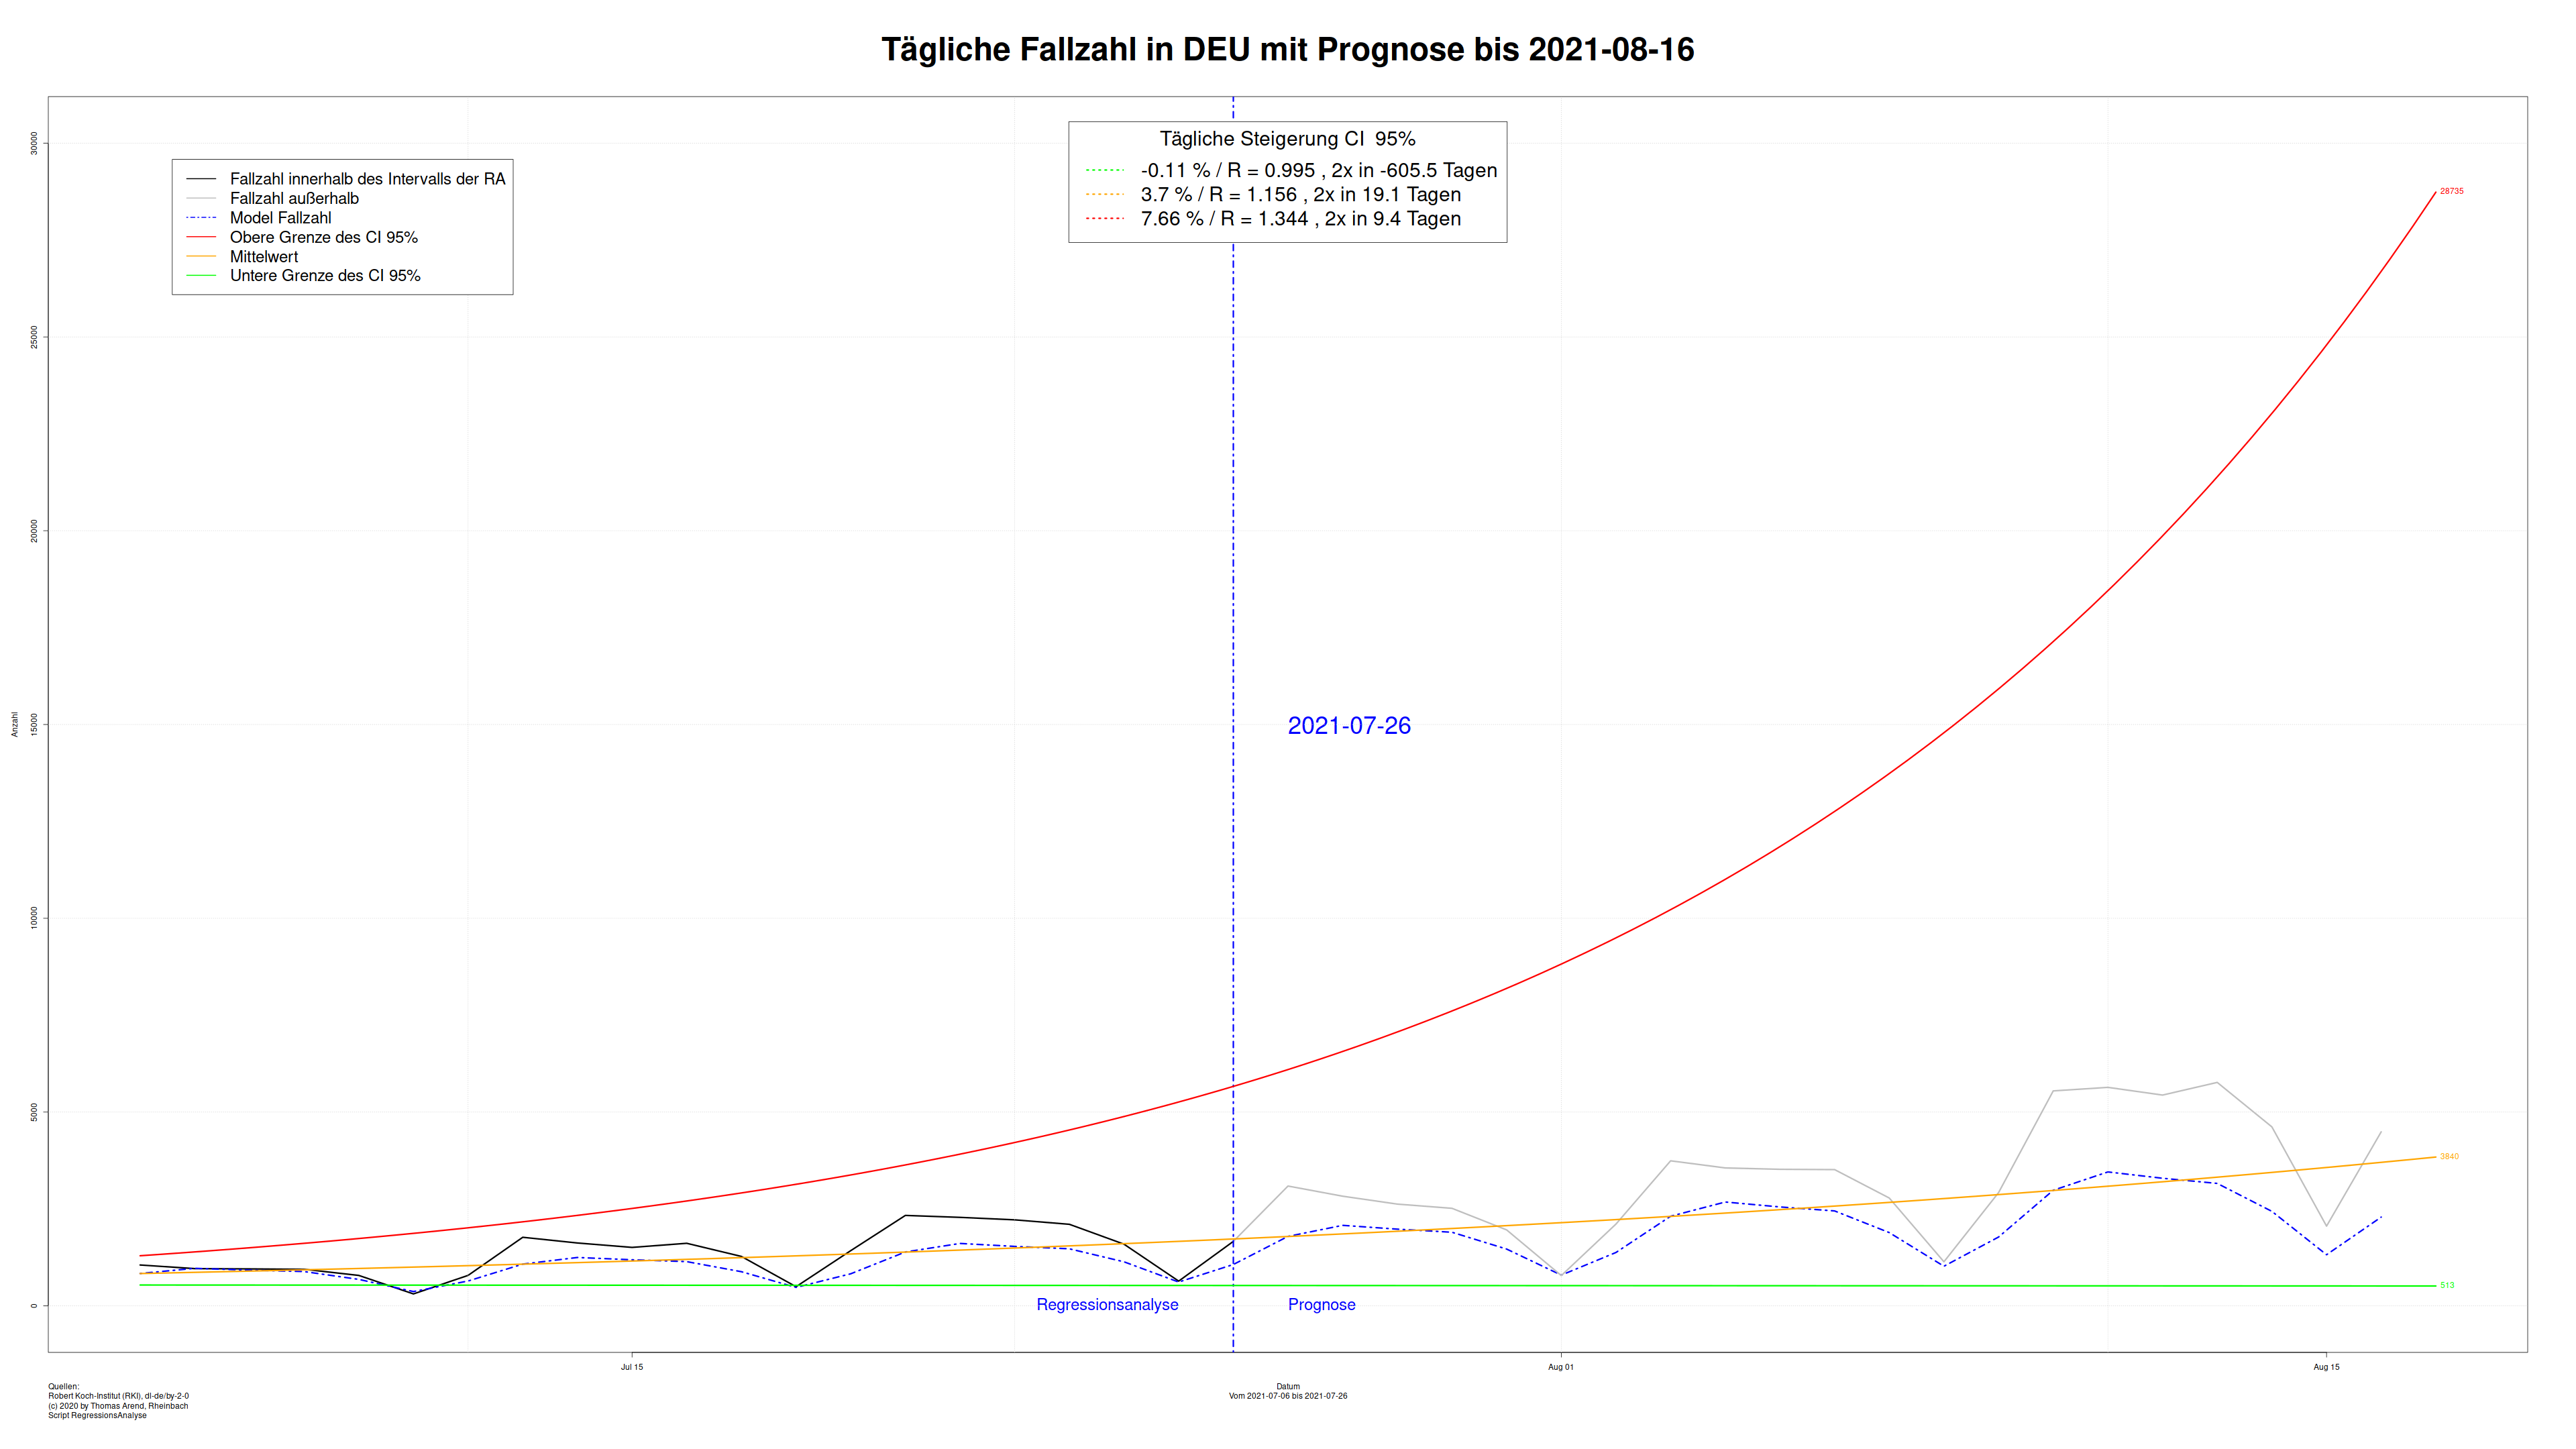 Tägliche Fallzahl in DEU mit Prognose bis 2021-08-16
Tägliche Steigerung CI  95%
-0.11 % / R = 0.995 , 2x in -605.5 Tagen
3.7 % / R = 1.156 , 2x in 19.1 Tagen
7.66 % / R = 1.344 , 2x in 9.4 Tagen
Fallzahl innerhalb des Intervalls der RA
Fallzahl außerhalb
Model Fallzahl
Obere Grenze des CI 95%
Mittelwert
Untere Grenze des CI 95%
28735
3840
513
2021-07-26
Regressionsanalyse
Prognose
Anzahl
30000
25000
20000
15000
10000
5000
0
Jul 15
Aug 01
Aug 15
Datum
Vom 2021-07-06 bis 2021-07-26
Quellen:
Robert Koch-Institut (RKI), dl-de/by-2-0
(c) 2020 by Thomas Arend, Rheinbach
Script RegressionsAnalyse